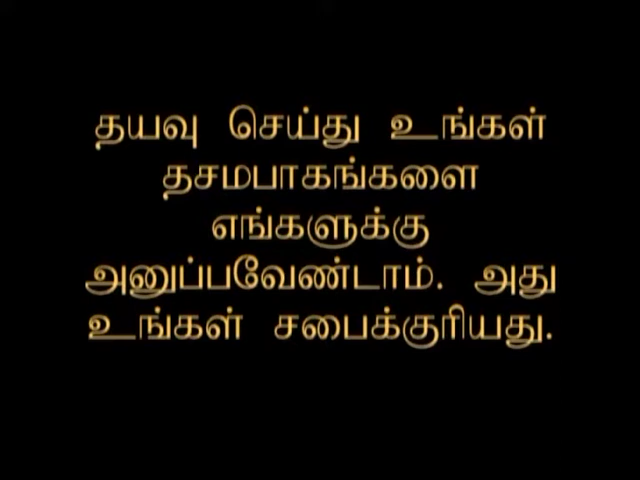 தயவு செய்து உங்கள்
தசமபாகங்களை
எங்களுக்கு
அனுப்பவேண்டாம். அது
உங்கள் சபைக்குரியது.